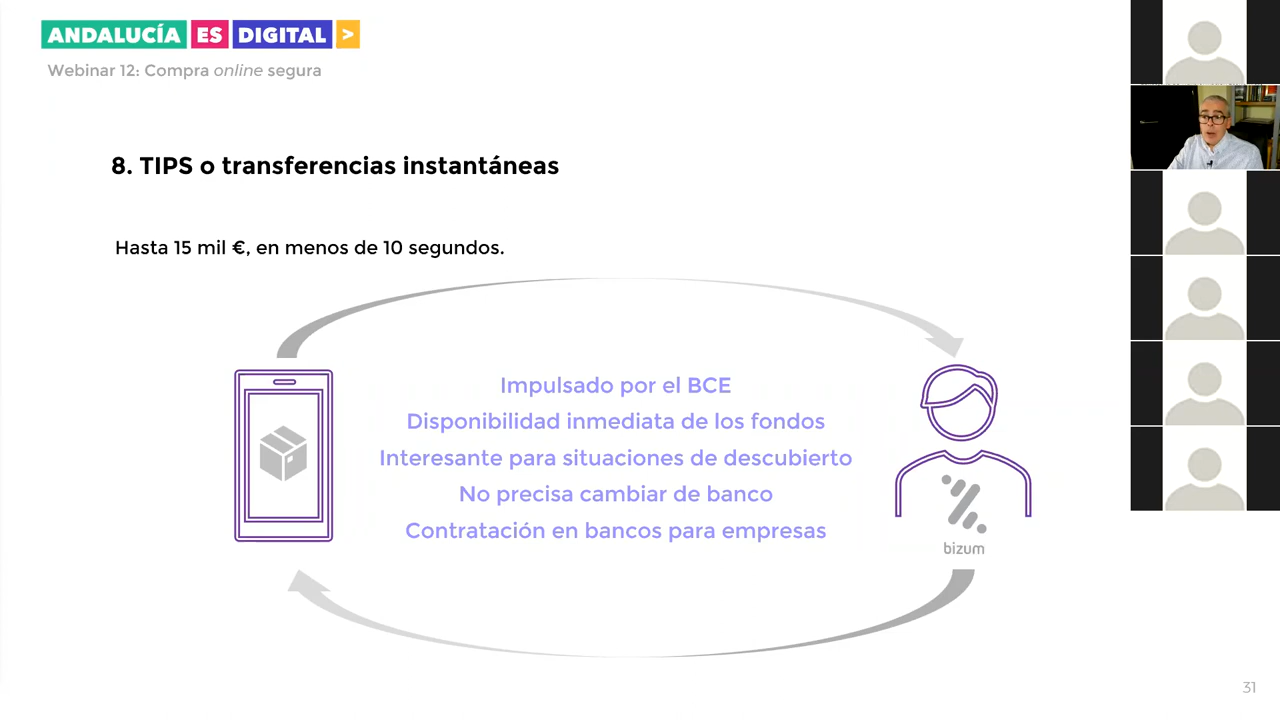 ANDALUCÍA ES DIGITAL >
Webinar 12: Compra online segura
8. TIPS o transferencias instantáneas
Hasta 15 mil €, en menos de 10 segundos.
Impulsado por el BCE
Disponibilidad inmediata de los fondos
Interesante para situaciones de descubierto
No precisa cambiar de banco
Contratación en bancos para empresas
bizum
31